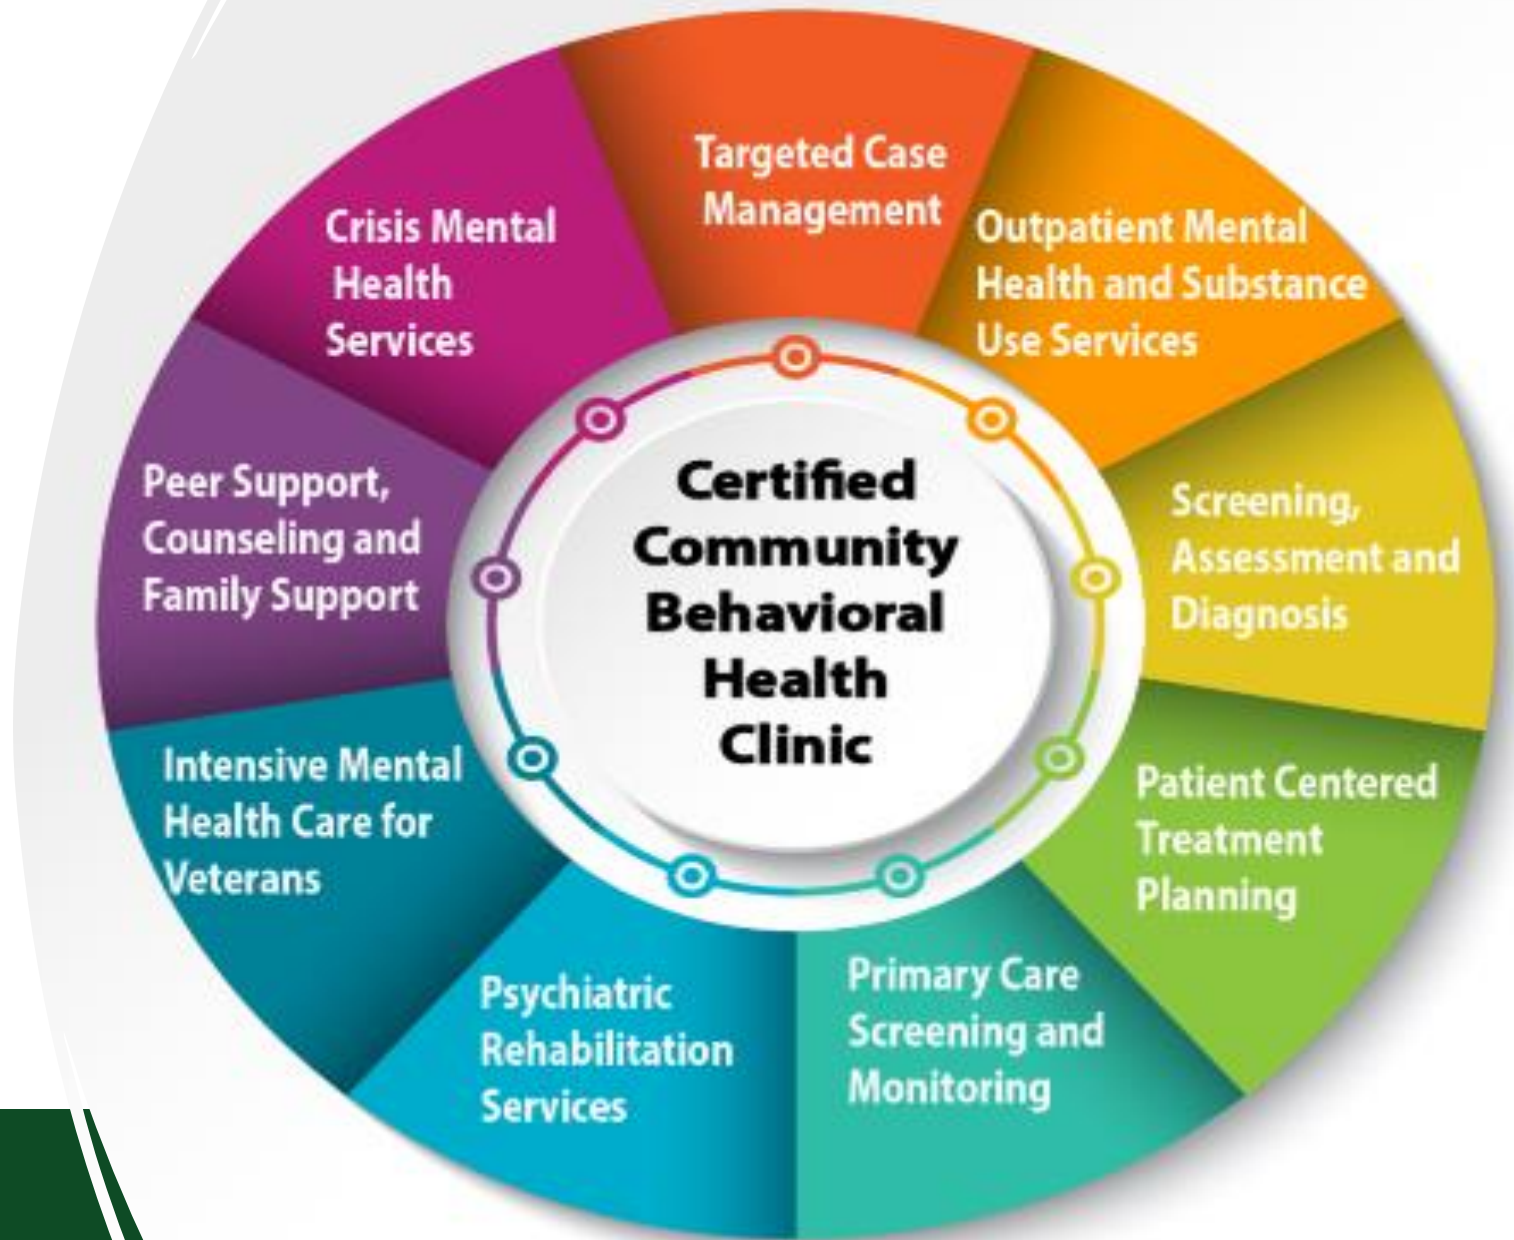 Targeted Case
Management
Outpatient Mental
Health and Substance
Use Services
Screening,
Assessment and
Diagnosis
Patient Centered
Treatment
Planning
Primary Care
Screening and
Monitoring
Psychiatric
Rehabilitation
Services
Intensive Mental
Health Care for
Veterans
Peer Support,
Counseling and
Family Support
Crisis Mental
Health
Services
Certified
Community
Behavioral
Health
Clinic